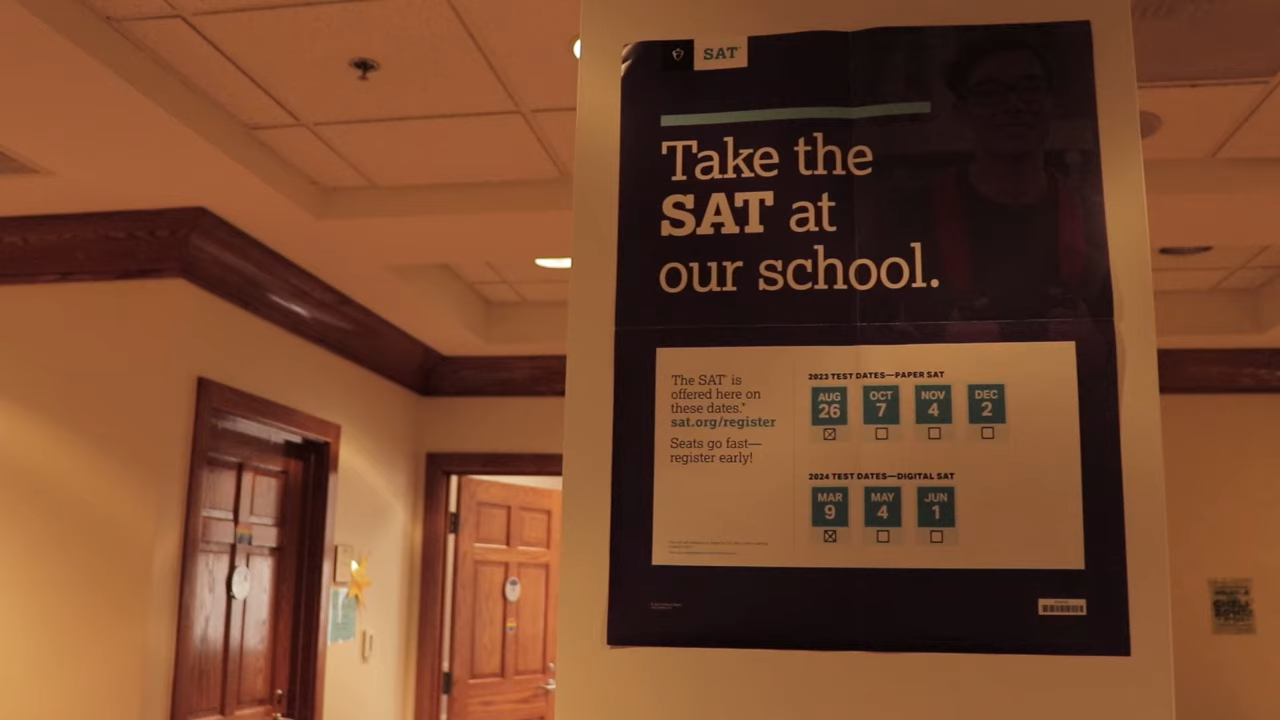 SAT
Take the
SAT at
our school.
The SAT® is
offered here on
these dates.*
sat.org/register
Seats go fast—
register early!
2023 TEST DATES—PAPER SAT
AUG OCT NOV DEC
26 7 4 2
2024 TEST DATES—DIGITAL SAT
MAR MAY JUN
9 4 1